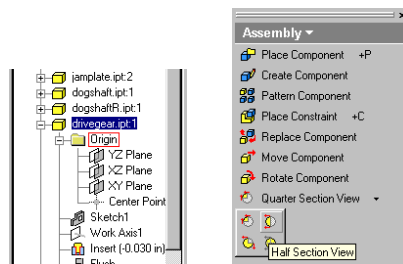 jamplate.ipt:2
dogshaft.ipt:1
dogshaftR.ipt:1
drivegear.ipt:1
Origin
YZ Plane
XZ Plane
XY Plane
Center Point
Sketch1
Work Axis1
Insert (-0.030 in)
Flush
Assembly
Place Component +P
Create Component
Pattern Component
Place Constraint +C
Replace Component
Move Component
Rotate Component
Quarter Section View
Half Section View